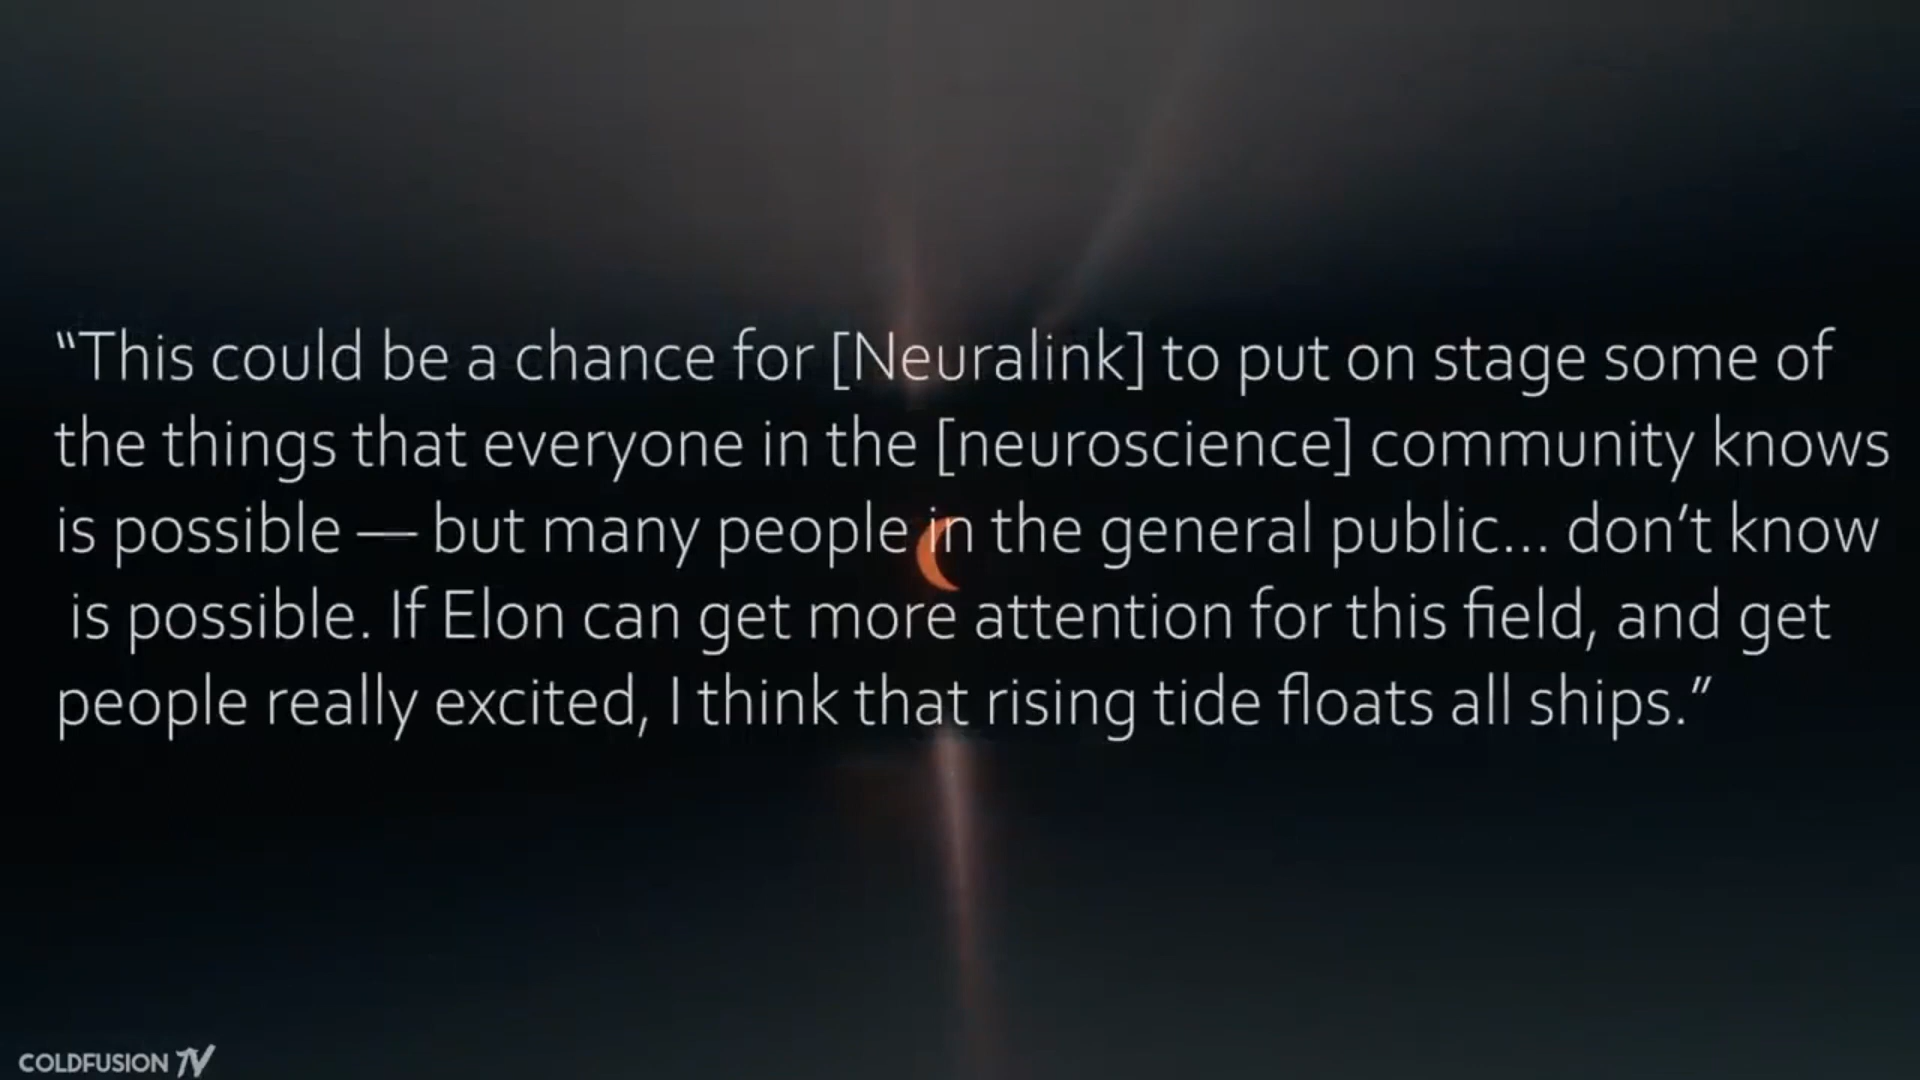 “This could be a chance for [Neuralink] to put on stage some of
the things that everyone in the [neuroscience] community knows
is possible — but many people in the general public... don’t know
is possible. If Elon can get more attention for this field, and get
people really excited, I think that rising tide floats all ships.”
COLDFUSION TV